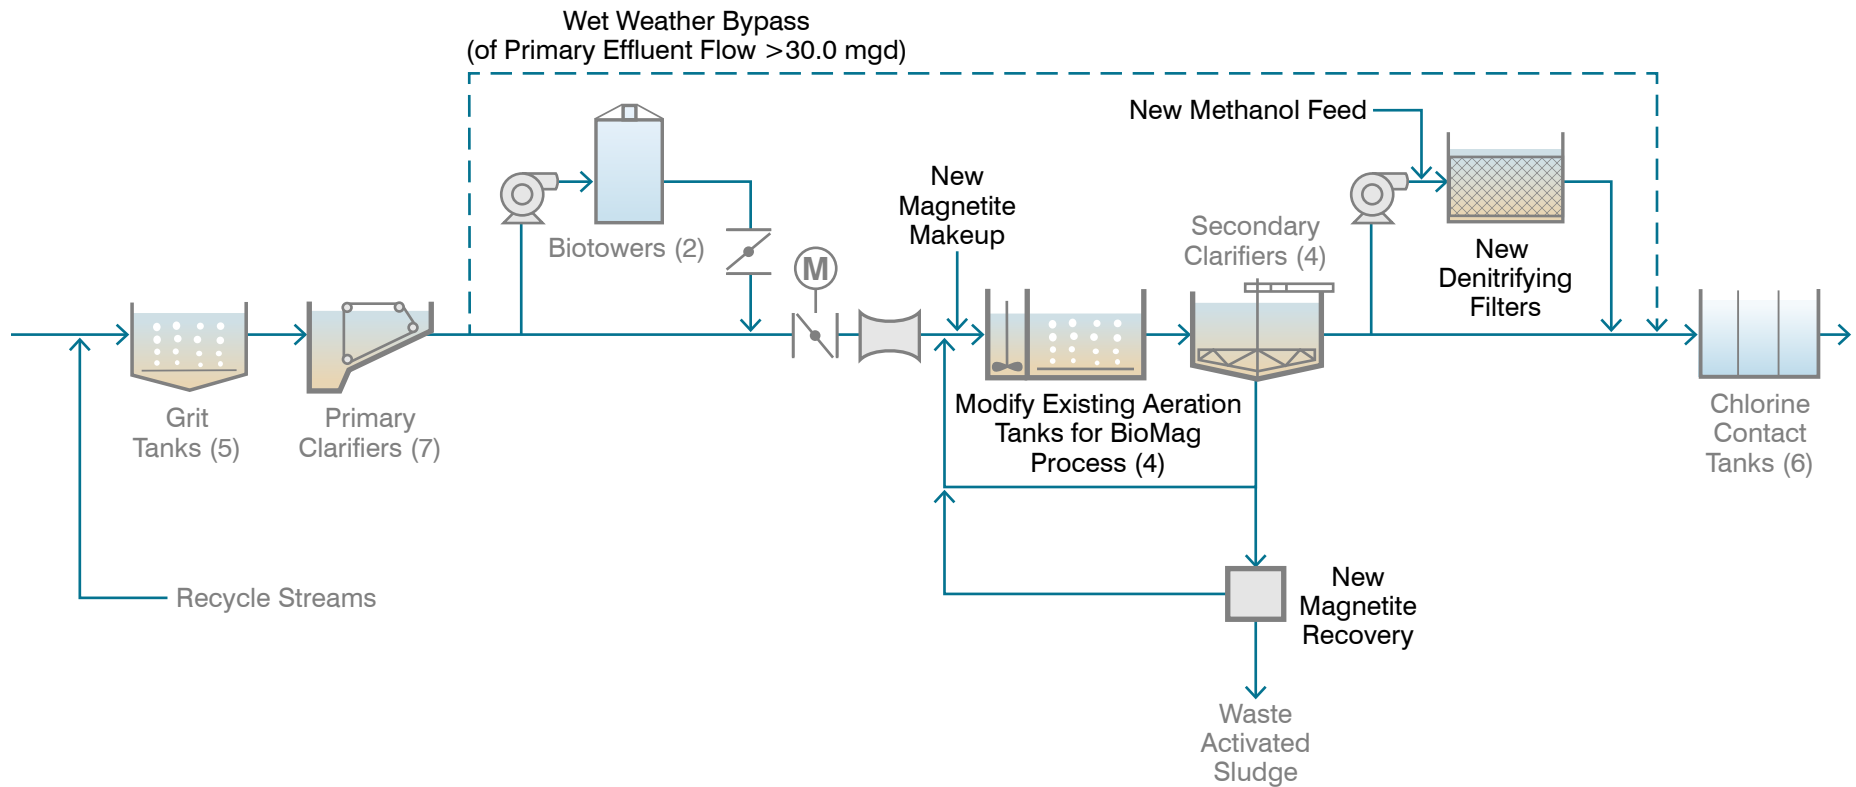 Wet Weather Bypass
(of Primary Effluent Flow >30.0 mgd)
New Methanol Feed
New
Magnetite
Makeup
Biotowers (2)
M
Secondary
Clarifiers (4)
New
Denitrifying
Filters
Grit
Tanks (5)
Primary
Clarifiers (7)
Modify Existing Aeration
Tanks for BioMag
Process (4)
Chlorine
Contact
Tanks (6)
Recycle Streams
New
Magnetite
Recovery
Waste
Activated
Sludge